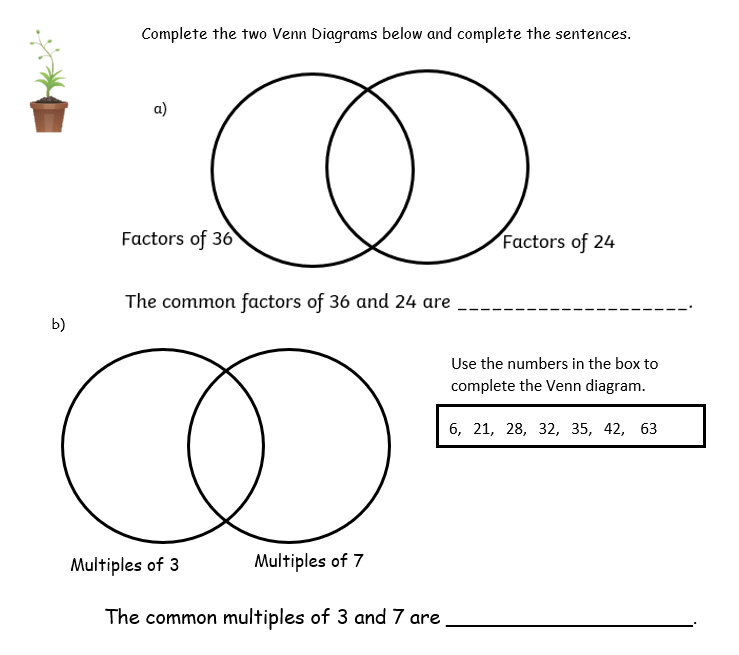 Complete the two Venn Diagrams below and complete the sentences.
a)
Factors of 36
Factors of 24
The common factors of 36 and 24 are ____________________.
b)
Use the numbers in the box to
complete the Venn diagram.
6, 21, 28, 32, 35, 42, 63
Multiples of 3
Multiples of 7
The common multiples of 3 and 7 are ______________________.